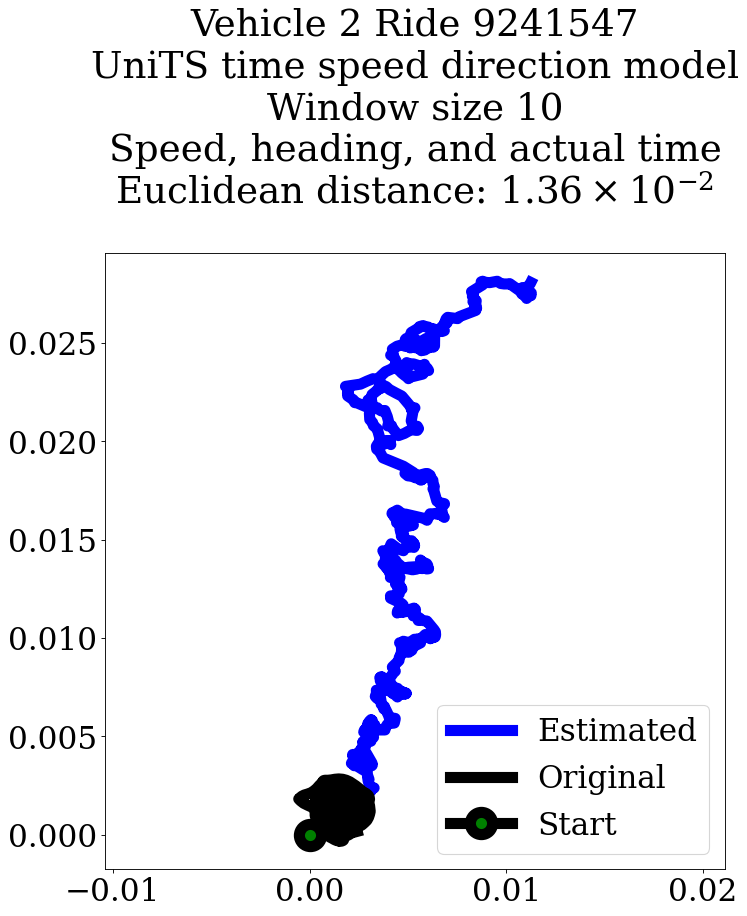 Vehicle 2 Ride 9241547
UniTS time speed direction model
Window size 10
Speed, heading, and actual time
Euclidean distance: 1.36 × 10⁻²
0.025
0.020
0.015
0.010
0.005
0.000
−0.01
0.00
0.01
0.02
Estimated
Original
Start